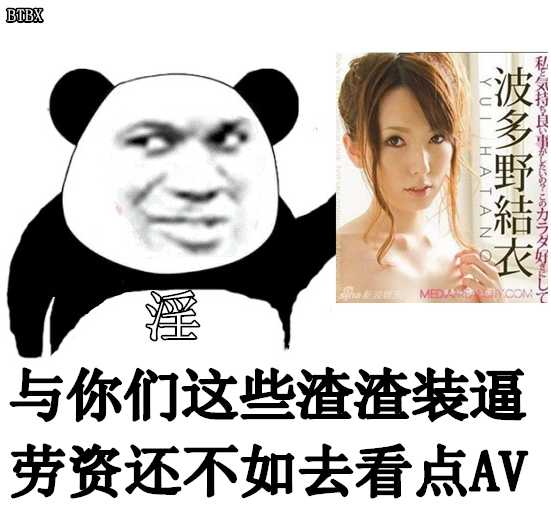 BTBX
波多野結衣
YUI HATANO
私と気持ち良い事がしたいの?このカラダ好きにして
淫
与你们这些渣渣装逼
劳资还不如去看点AV